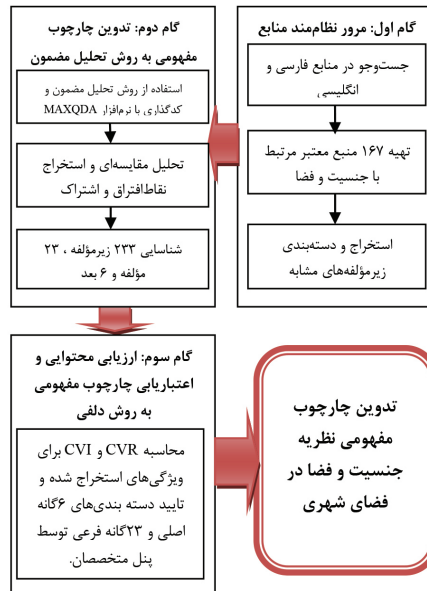 گام اول: مرور نظام‌مند منابع
جست‌وجو در منابع فارسی و
انگلیسی
تهیه ۱۶۷ منبع معتبر مرتبط
با جنسیت و فضا
استخراج و دسته‌بندی
زیرمؤلفه‌های مشابه
گام دوم: تدوین چارچوب
مفهومی به روش تحلیل مضمون
استفاده از روش تحلیل مضمون و
کدگذاری با نرم‌افزار MAXQDA
تحلیل مقایسه‌ای و استخراج
نقاط‌افتراق و اشتراک
شناسایی ۲۳۳ زیرمؤلفه ، ۲۳
مؤلفه و ۶ بعد
گام سوم: ارزیابی محتوایی و
اعتباریابی چارچوب مفهومی
به روش دلفی
محاسبه CVR و CVI برای
ویژگی‌های استخراج شده و
تایید دسته بندی‌های ۶گانه
اصلی و ۲۳گانه فرعی توسط
پنل متخصصان.
تدوین چارچوب
مفهومی نظریه
جنسیت و فضا در
فضای شهری